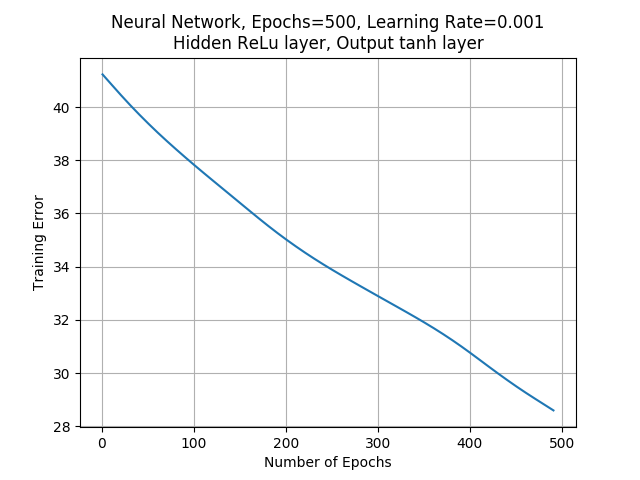 Neural Network, Epochs=500, Learning Rate=0.001
Hidden ReLu layer, Output tanh layer
40
38
36
34
32
30
28
Training Error
0 100 200 300 400 500
Number of Epochs